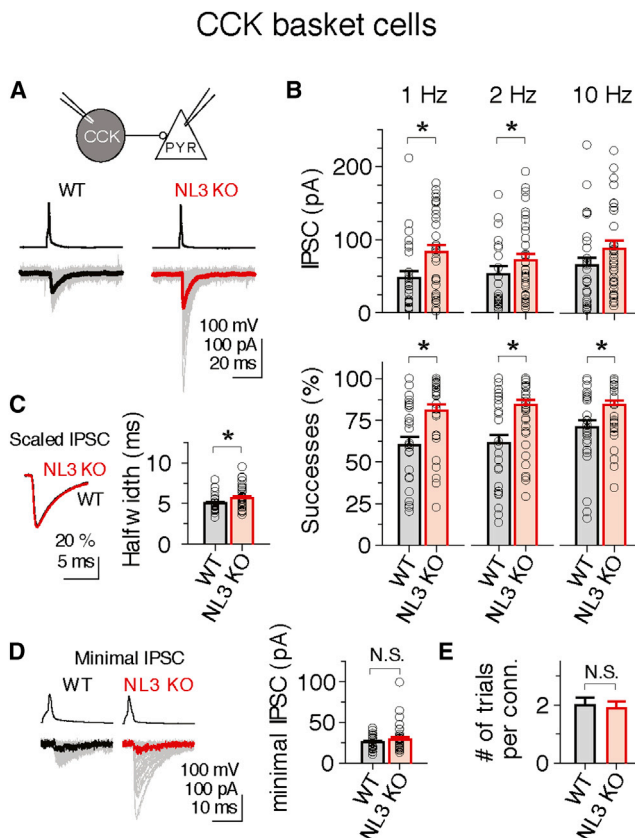 CCK basket cells
A
CCK
PYR
WT
NL3 KO
100 mV
100 pA
20 ms
B
1 Hz
2 Hz
10 Hz
*
*
IPSC (pA)
200
100
0
*
*
*
Successes (%)
100
75
50
25
0
WT
NL3 KO
WT
NL3 KO
WT
NL3 KO
C
Scaled IPSC
NL3 KO
WT
20 %
5 ms
Halfw idth (ms)
*
10
5
0
WT
NL3 KO
D
Minimal IPSC
WT
NL3 KO
100 mV
100 pA
10 ms
minimal IPSC (pA)
N.S.
100
50
25
0
WT
NL3 KO
E
# of trials
per conn.
N.S.
2
0
WT
NL3 KO